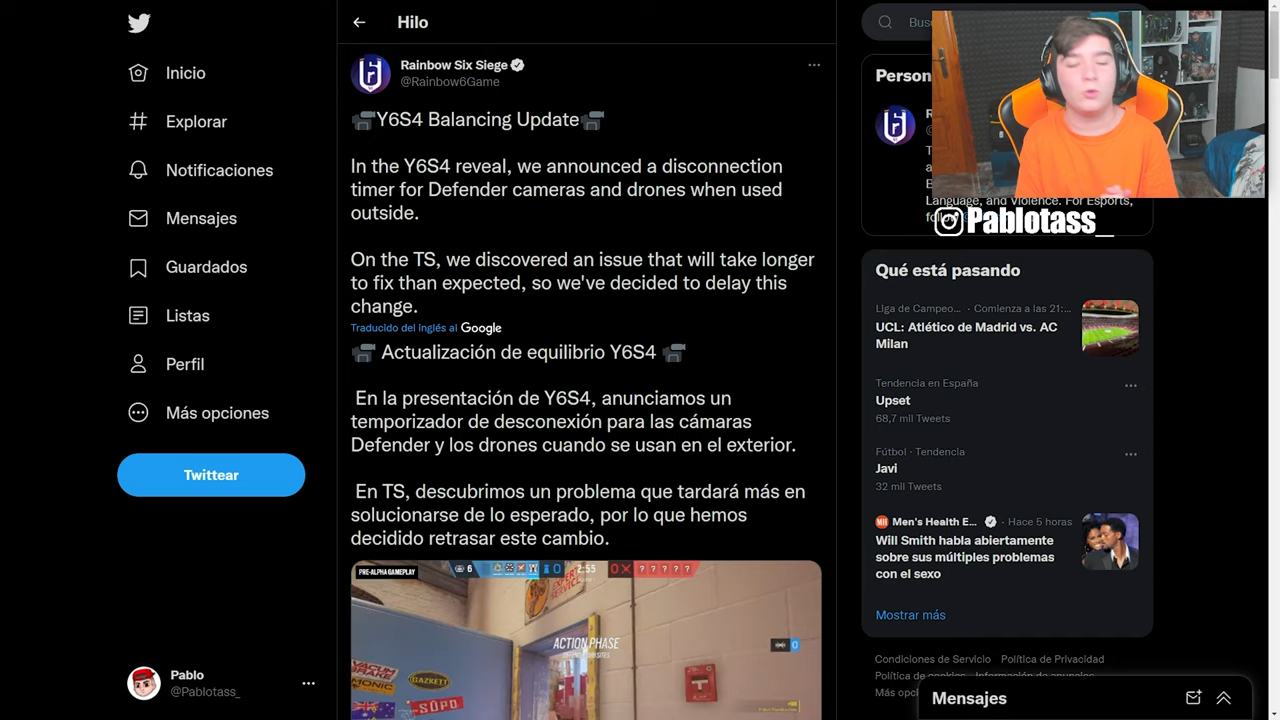 Inicio
Explorar
Notificaciones
Mensajes
Guardados
Listas
Perfil
Más opciones
Twittear
Pablo
@Pablotass_
Hilo
Rainbow Six Siege
@Rainbow6Game
Y6S4 Balancing Update
In the Y6S4 reveal, we announced a disconnection
timer for Defender cameras and drones when used
outside.
On the TS, we discovered an issue that will take longer
to fix than expected, so we've decided to delay this
change.
Traducido del inglés al Google
Actualización de equilibrio Y6S4
En la presentación de Y6S4, anunciamos un
temporizador de desconexión para las cámaras
Defender y los drones cuando se usan en el exterior.
En TS, descubrimos un problema que tardará más en
solucionarse de lo esperado, por lo que hemos
decidido retrasar este cambio.
PRE-ALPHA GAMEPLAY
6
0
2:55
0
? ? ? ? ?
ACTION PHASE
0
HAZKETT
SÓPO
Person
Language, and Violence. For Esports,
Pablotass_
Qué está pasando
Liga de Campeo... · Comienza a las 21:...
UCL: Atlético de Madrid vs. AC
Milan
Tendencia en España
Upset
68,7 mil Tweets
Fútbol · Tendencia
Javi
32 mil Tweets
Men's Health E... · Hace 5 horas
Will Smith habla abiertamente
sobre sus múltiples problemas
con el sexo
Mostrar más
Condiciones de Servicio Política de Privacidad
Mensajes